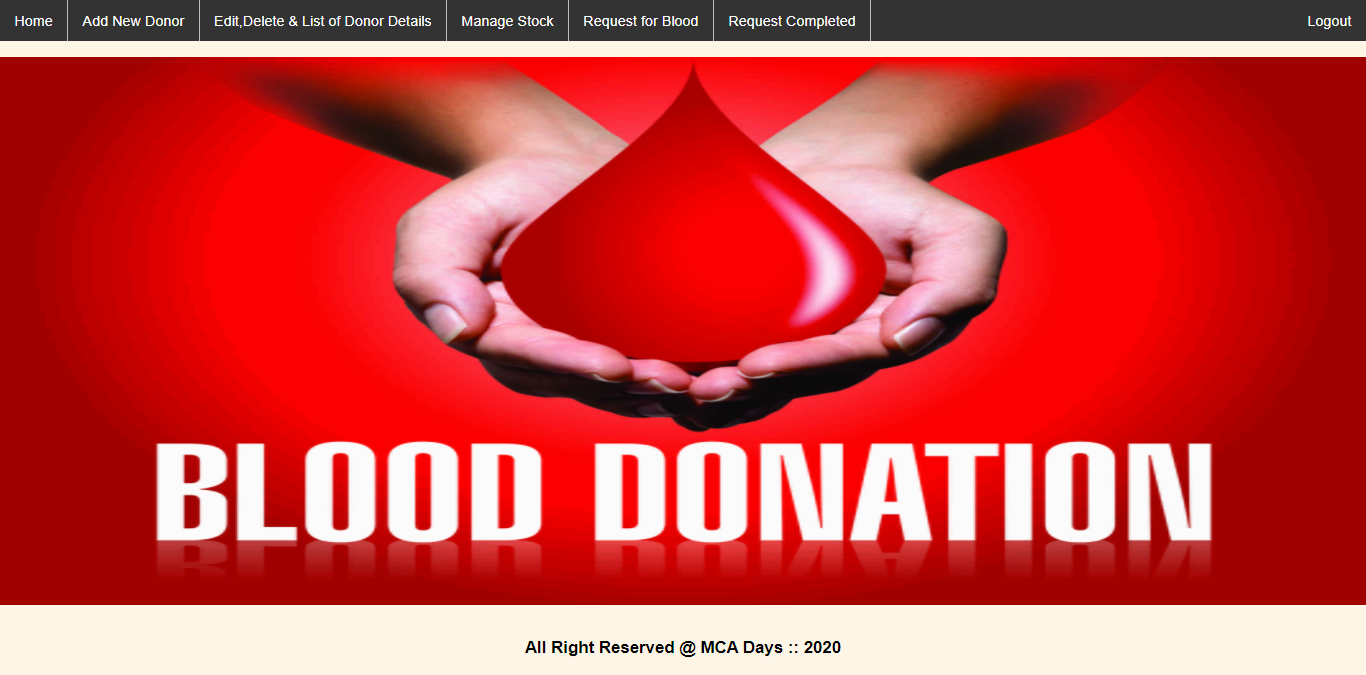 Home Add New Donor Edit,Delete & List of Donor Details Manage Stock Request for Blood Request Completed Logout
BLOOD DONATION
All Right Reserved @ MCA Days :: 2020